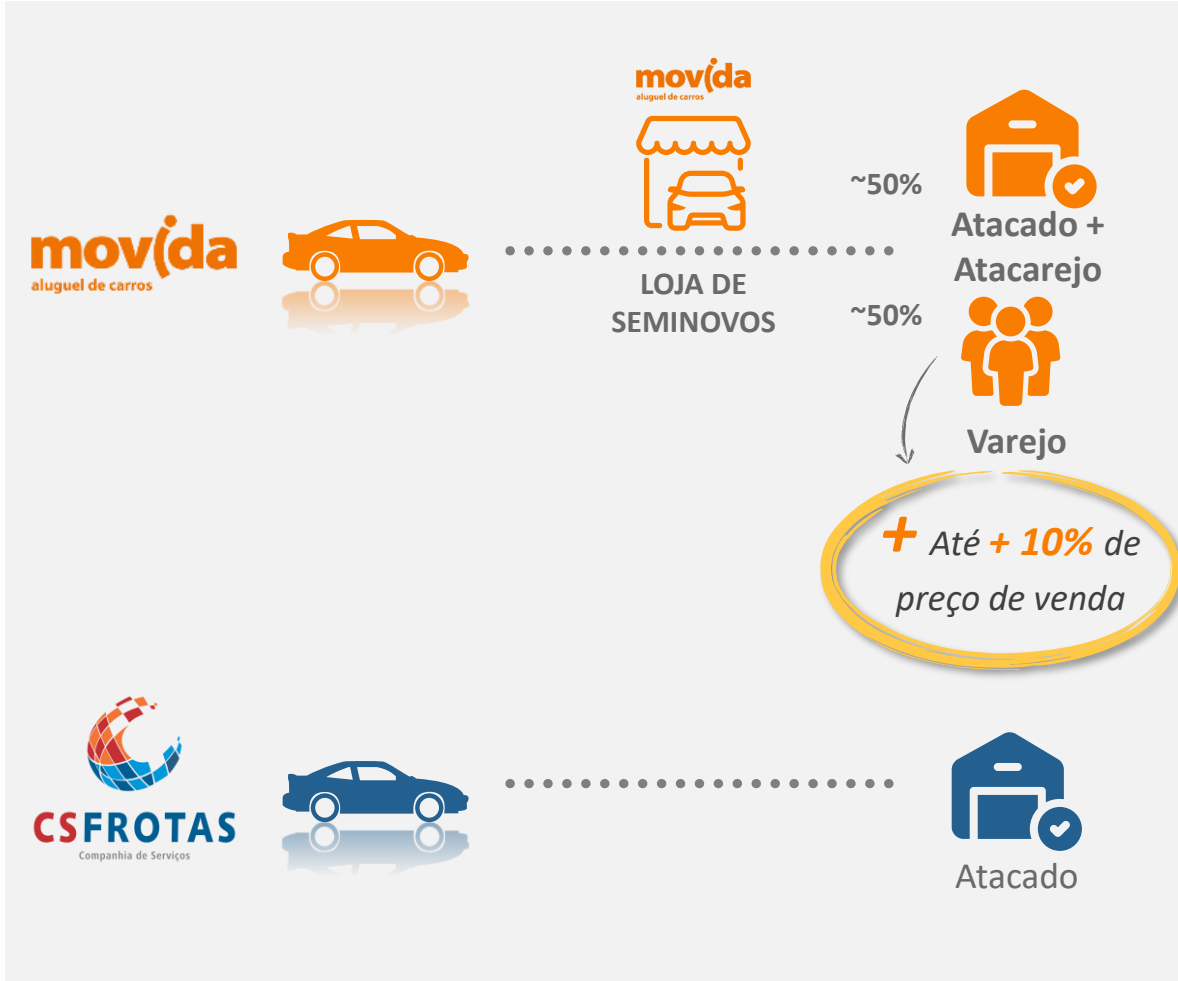 movida
aluguel de carros
~50%
Atacado +
Atacarejo
movida
aluguel de carros
LOJA DE
SEMINOVOS
~50%
Varejo
+ Até + 10% de
preço de venda
CSFROTAS
Companhia de Serviços
Atacado